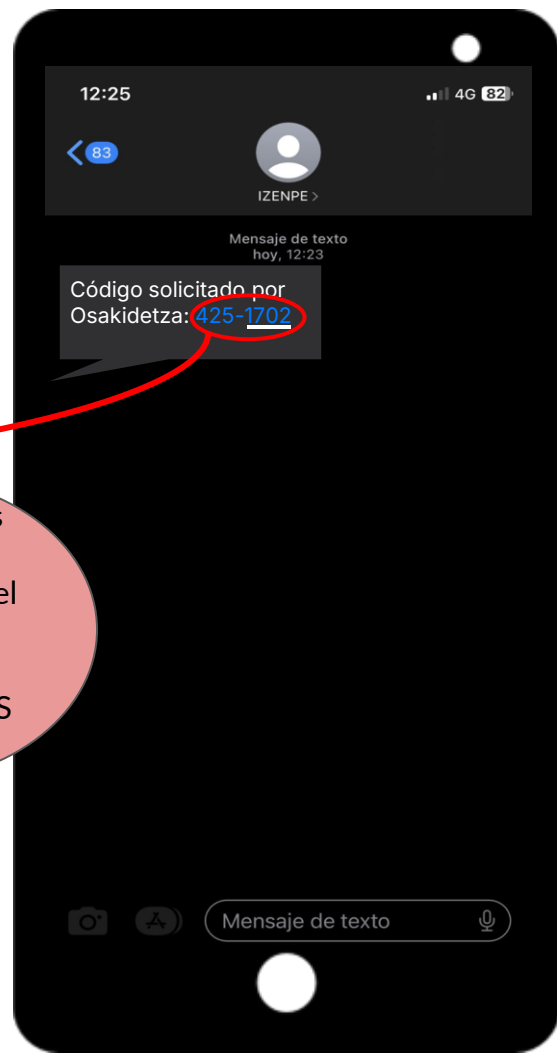 12:25
4G 82
83
IZENPE >
Mensaje de texto
hoy, 12:23
Código solicitado por
Osakidetza: 425-1702
s
el
S
Mensaje de texto